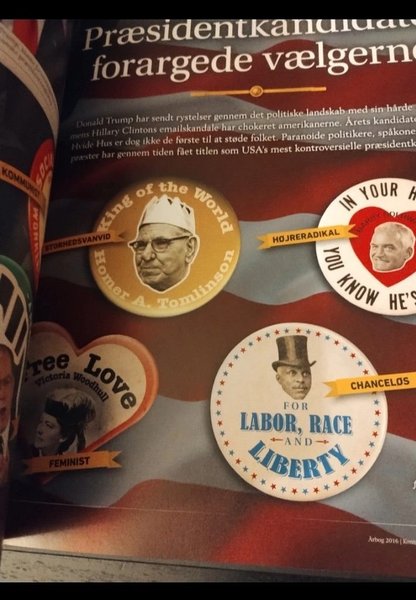 Præsidentkandidate
forargede vælgerne
Donald Trump har sendt rystelser gennem det politiske landskab med sin hårde
mens Hillary Clintons emailskandale har chokeret amerikanerne. Årets kandidate
Hvide Hus er dog ikke de første til at støde folket. Paranoide politikere, spåkone
præster har gennem tiden fået titlen som USA's mest kontroversielle præsidentk
KOMMUNIST
STORHEDSVANVID
King of the World
Homer A. Tomlinson
HØJRERADIKAL
IN YOUR H
YOU KNOW HE'S
Free Love
Victoria Woodhull
FEMINIST
CHANCELØS
FOR
LABOR, RACE
AND
LIBERTY
Årbog 2016